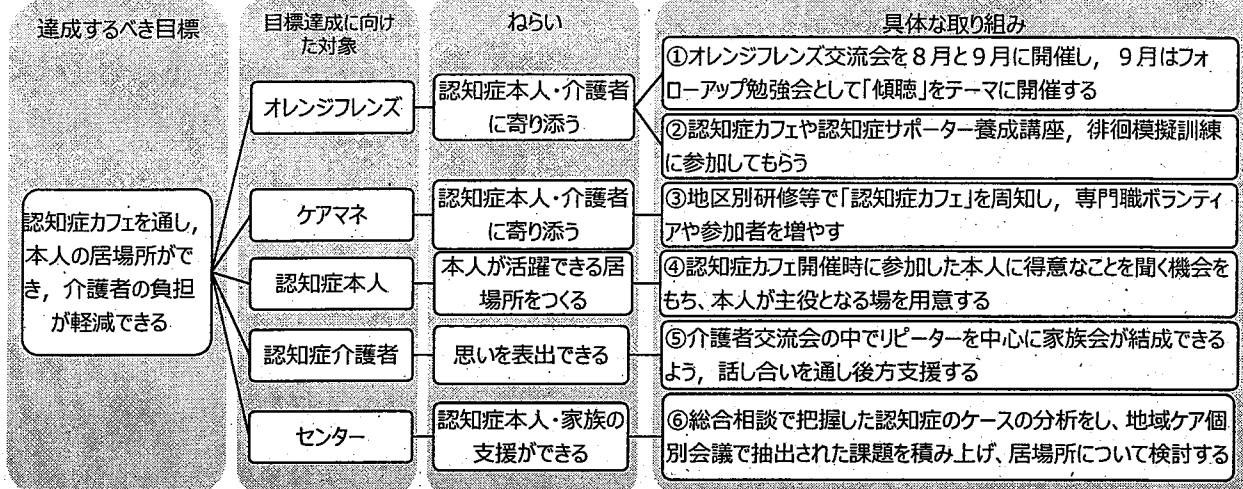 達成するべき目標
目標達成に向け
た対象
ねらい
具体な取り組み
認知症カフェを通し,
本人の居場所がで
き,介護者の負担
が軽減できる
オレンジフレンズ
認知症本人・介護者
に寄り添う
①オレンジフレンズ交流会を8月と9月に開催し, 9月はフォ
ローアップ勉強会として「傾聴」をテーマに開催する
②認知症カフェや認知症サポーター養成講座,徘徊模擬訓練
に参加してもらう
ケアマネ
認知症本人・介護者
に寄り添う
③地区別研修等で「認知症カフェ」を周知し, 専門職ボランティ
アや参加者を増やす
認知症本人
本人が活躍できる居
場所をつくる
④認知症カフェ開催時に参加した本人に得意なことを聞く機会を
もち、本人が主役となる場を用意する
認知症介護者
思いを表出できる
⑤介護者交流会の中でリピーターを中心に家族会が結成できる
よう, 話し合いを通し後方支援する
センター
認知症本人・家族の
支援ができる
⑥総合相談で把握した認知症のケースの分析をし、地域ケア個
別会議で抽出された課題を積み上げ、居場所について検討する